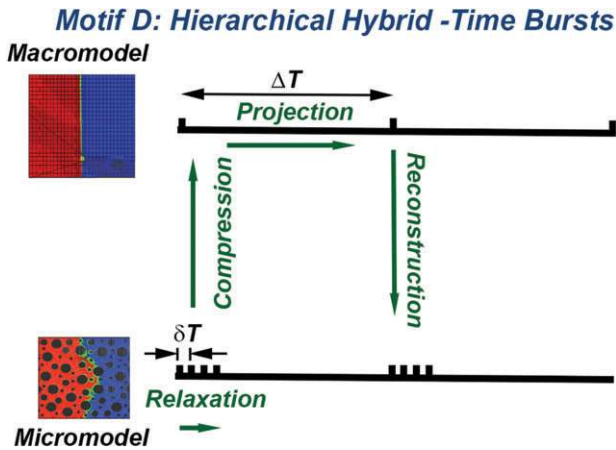 Motif D: Hierarchical Hybrid -Time Bursts
Macromodel
ΔT
Projection
Compression
Reconstruction
δT
Relaxation
Micromodel